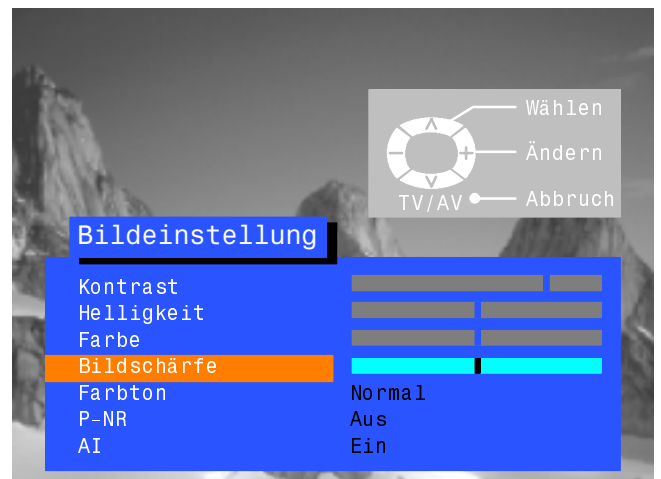 Wählen
Ändern
TV/AV Abbruch
Bildeinstellung
Kontrast
Helligkeit
Farbe
Bildschärfe
Farbton Normal
P-NR Aus
AI Ein